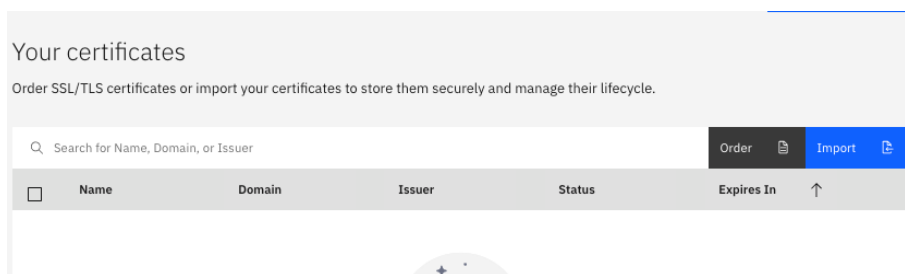 Your certificates
Order SSL/TLS certificates or import your certificates to store them securely and manage their lifecycle.
Search for Name, Domain, or Issuer
Order
Import
Name
Domain
Issuer
Status
Expires In